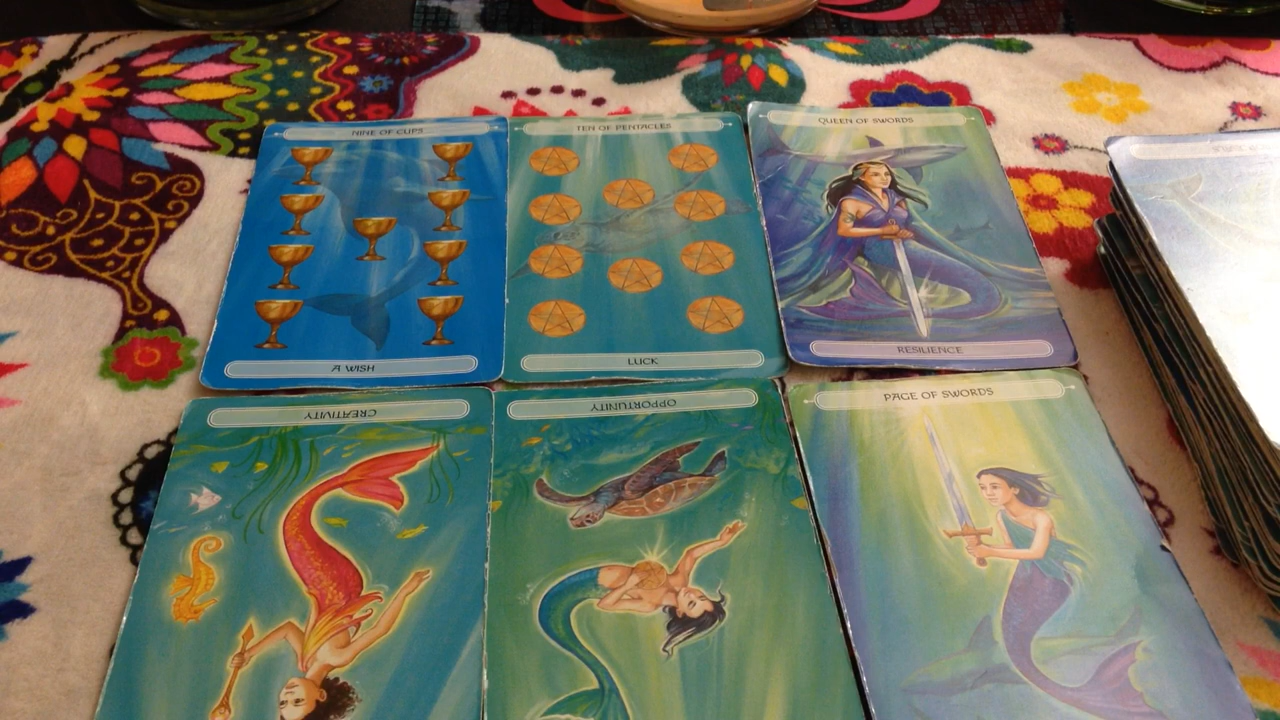 NINE OF CUPS
TEN OF PENTACLES
QUEEN OF SWORDS
A WISH
LUCK
RESILIENCE
CREATIVITY
OPPORTUNITY
PAGE OF SWORDS